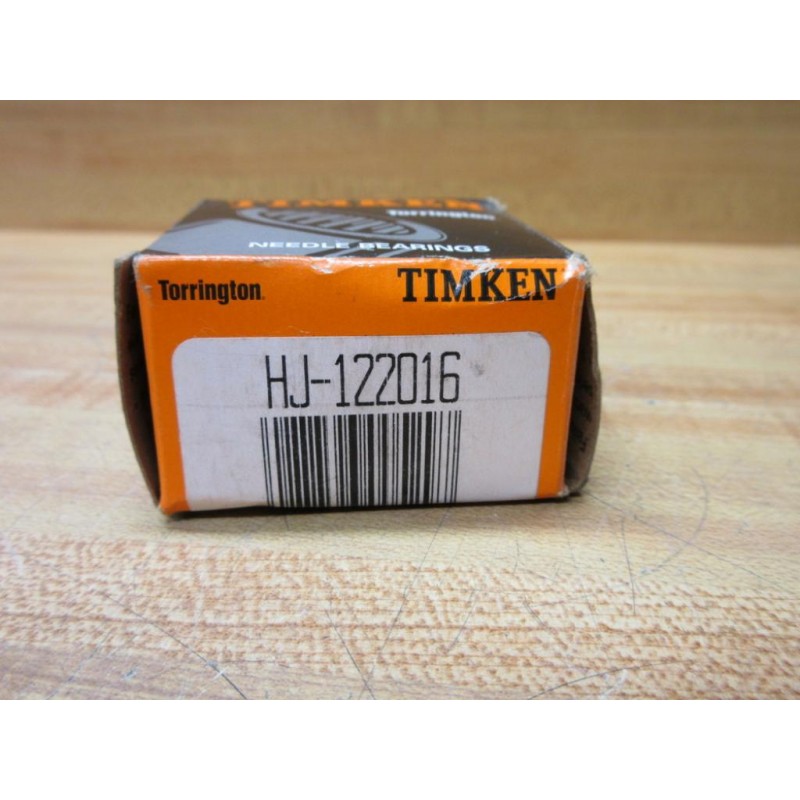 TIMKEN
Torrington
NEEDLE BEARINGS
Torrington TIMKEN
HJ-122016